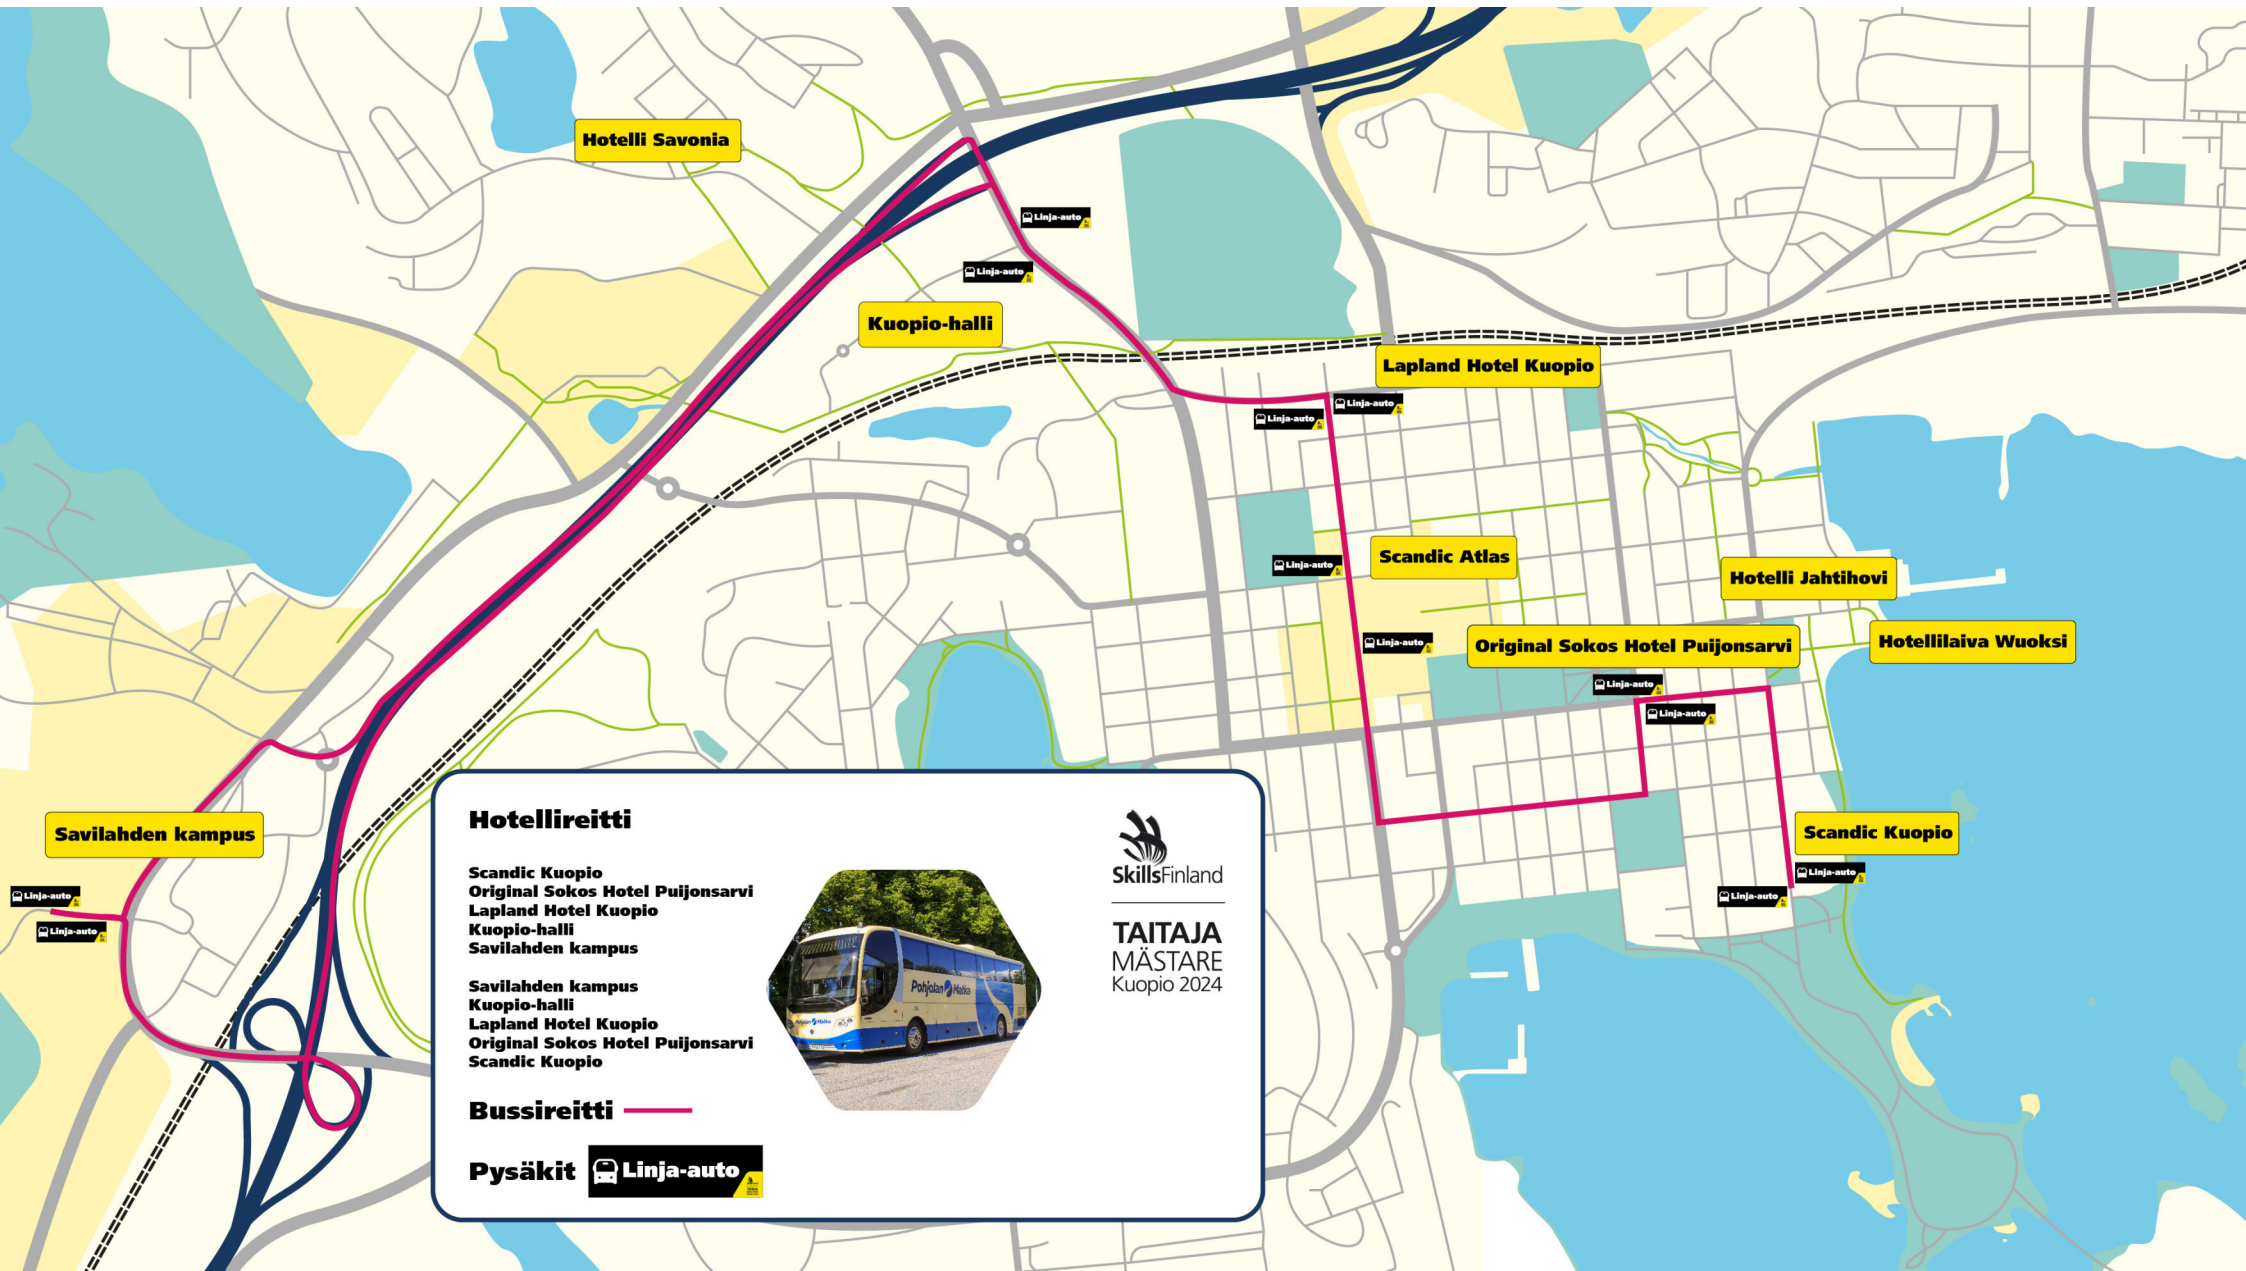 Hotelli Savonia
Linja-auto
Linja-auto
Kuopio-halli
Lapland Hotel Kuopio
Linja-auto
Linja-auto
Scandic Atlas
Linja-auto
Hotelli Jahtihovi
Linja-auto
Original Sokos Hotel Puijonsarvi
Hotellilaiva Wuoksi
Linja-auto
Linja-auto
Savilahden kampus
Scandic Kuopio
Linja-auto
Linja-auto
Linja-auto
Linja-auto
Hotellireitti
Scandic Kuopio
Original Sokos Hotel Puijonsarvi
Lapland Hotel Kuopio
Kuopio-halli
Savilahden kampus
Savilahden kampus
Kuopio-halli
Lapland Hotel Kuopio
Original Sokos Hotel Puijonsarvi
Scandic Kuopio
Bussireitti
Pysäkit
Linja-auto
Pohjolan Matka
Pohjolan Matka
SkillsFinland
TAITAJA
MÄSTARE
Kuopio 2024